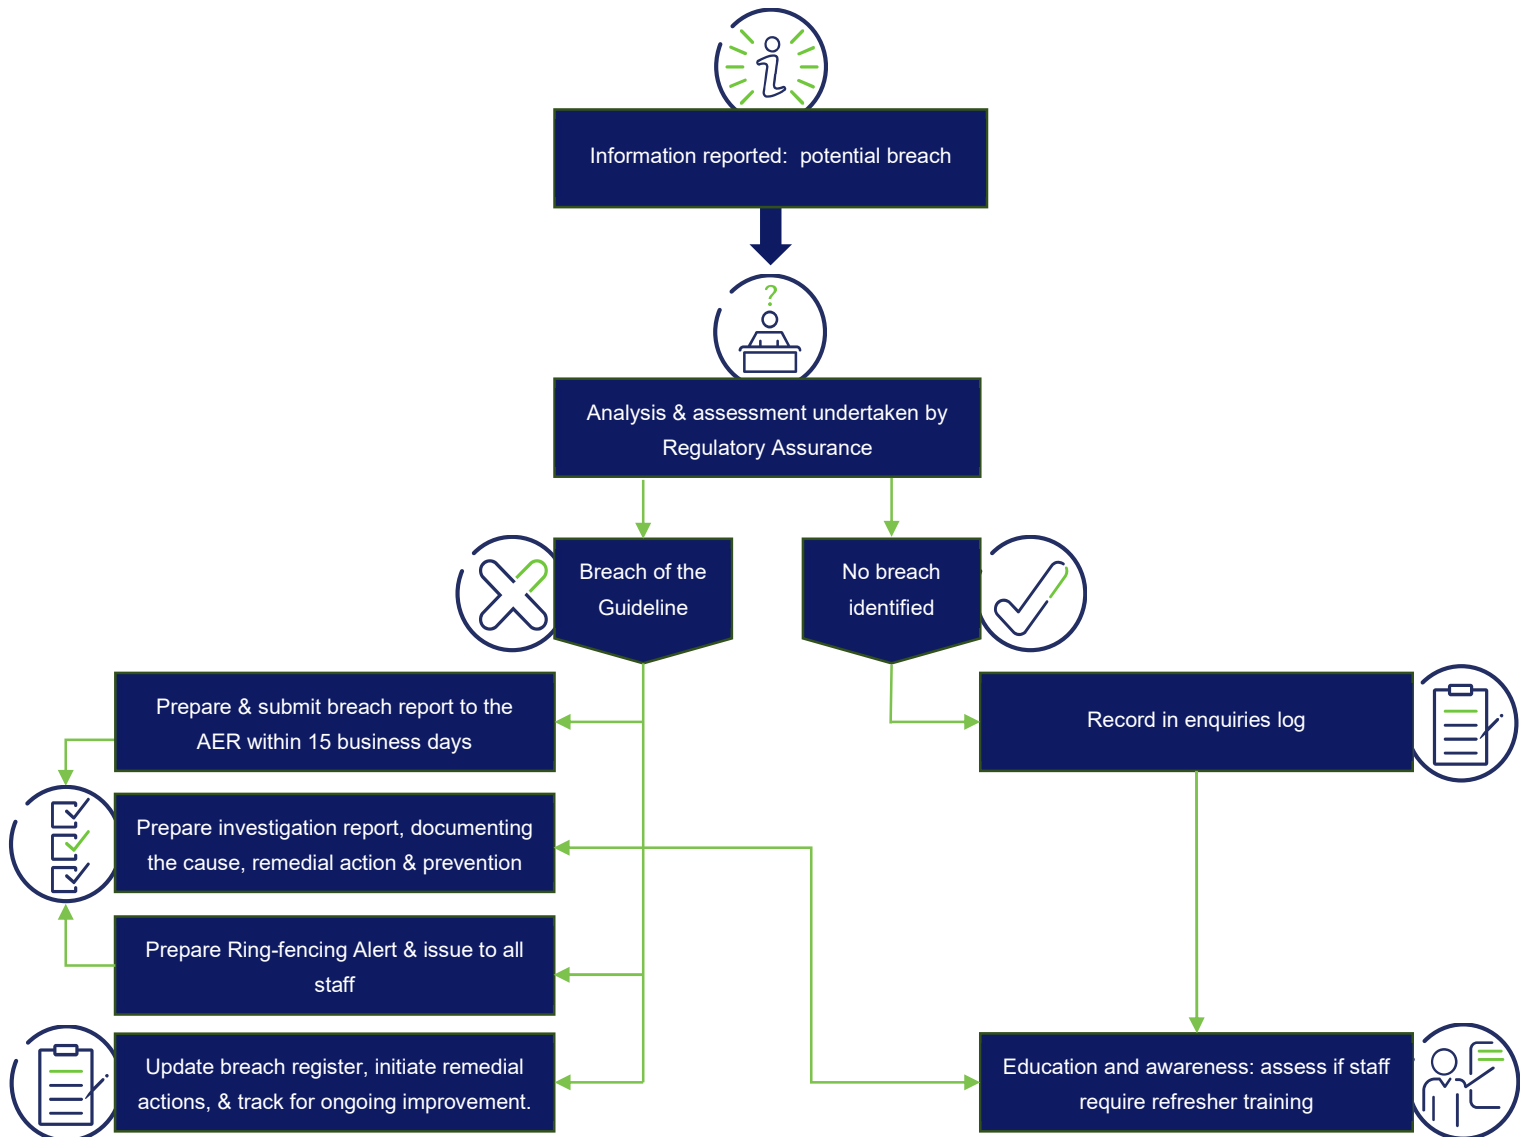 Information reported:  potential breach
?
Analysis & assessment undertaken by
Regulatory Assurance
Breach of the
Guideline
No breach
identified
Prepare & submit breach report to the
AER within 15 business days
Record in enquiries log
Prepare investigation report, documenting
the cause, remedial action & prevention
Prepare Ring-fencing Alert & issue to all
staff
Update breach register, initiate remedial
actions, & track for ongoing improvement.
Education and awareness: assess if staff
require refresher training